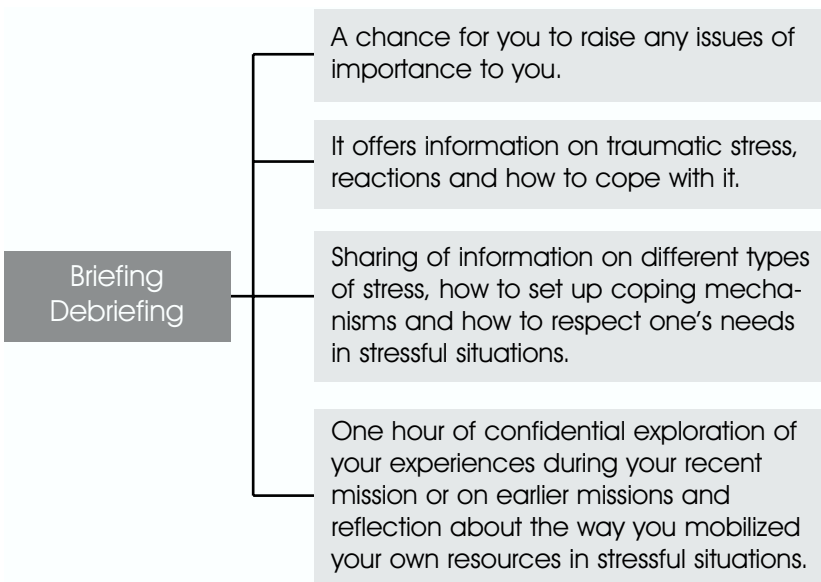 A chance for you to raise any issues of
importance to you.
It offers information on traumatic stress,
reactions and how to cope with it.
Briefing
Debriefing
Sharing of information on different types
of stress, how to set up coping mecha-
nisms and how to respect one's needs
in stressful situations.
One hour of confidential exploration of
your experiences during your recent
mission or on earlier missions and
reflection about the way you mobilized
your own resources in stressful situations.